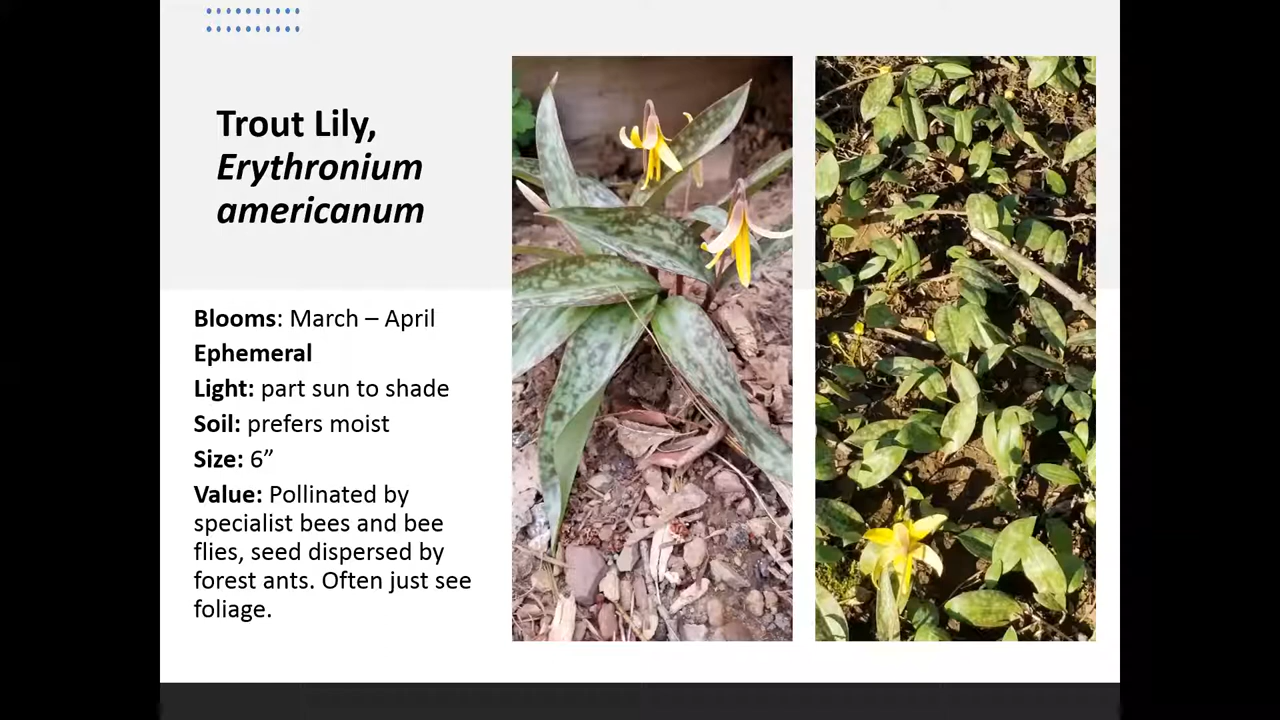 Trout Lily,
Erythronium
americanum
Blooms: March – April
Ephemeral
Light: part sun to shade
Soil: prefers moist
Size: 6”
Value: Pollinated by
specialist bees and bee
flies, seed dispersed by
forest ants. Often just see
foliage.